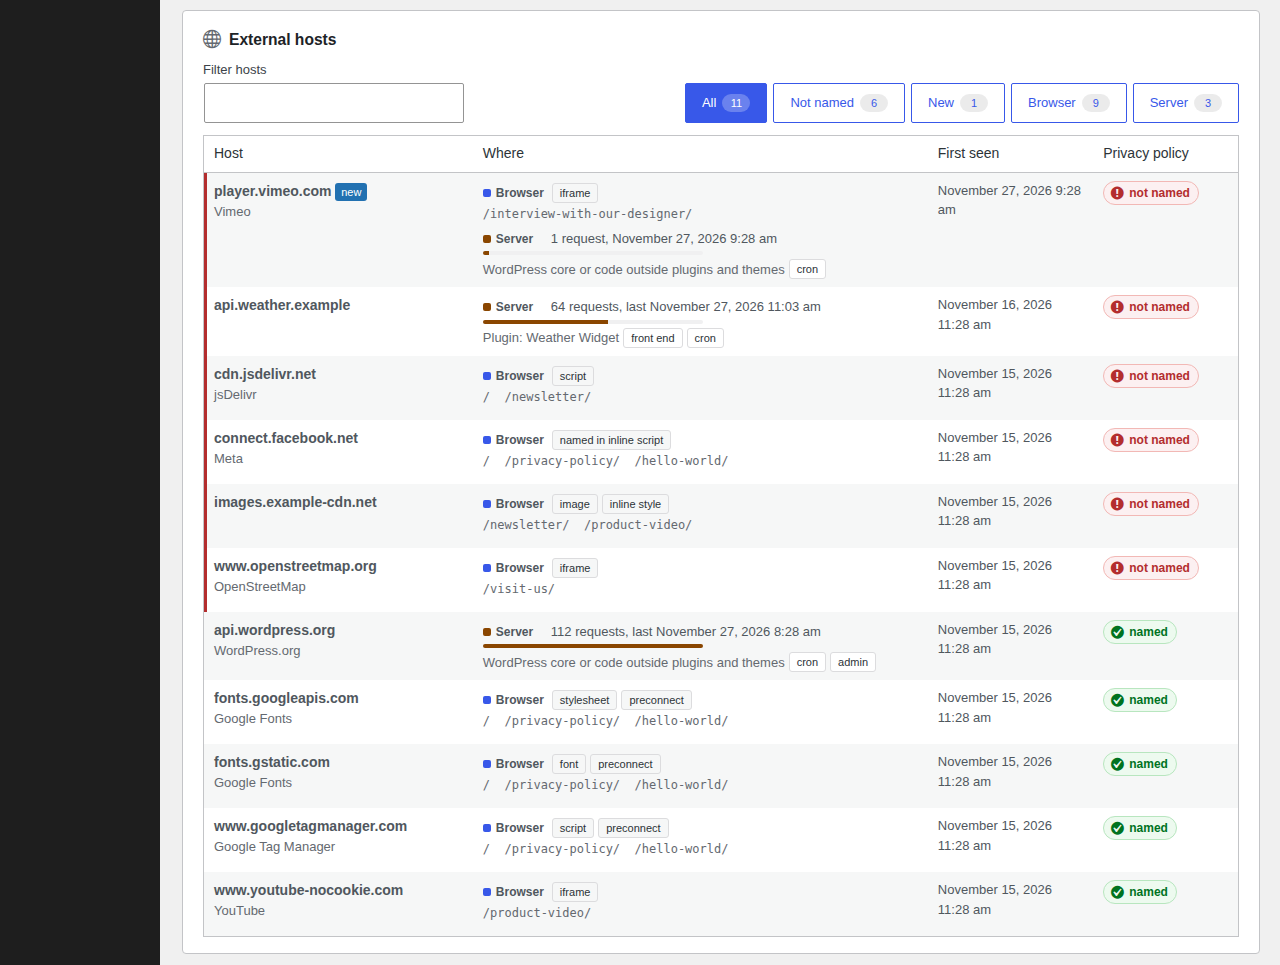 External hosts
Filter hosts
All 11 Not named 6 New 1 Browser 9 Server 3
Host Where First seen Privacy policy
player.vimeo.com new Browser iframe November 27, 2026 9:28 am not named
Vimeo /interview-with-our-designer/
Server 1 request, November 27, 2026 9:28 am
WordPress core or code outside plugins and themes cron
api.weather.example Server 64 requests, last November 27, 2026 11:03 am November 16, 2026 11:28 am not named
Plugin: Weather Widget front end cron
cdn.jsdelivr.net Browser script November 15, 2026 11:28 am not named
jsDelivr / /newsletter/
connect.facebook.net Browser named in inline script November 15, 2026 11:28 am not named
Meta / /privacy-policy/ /hello-world/
images.example-cdn.net Browser image inline style November 15, 2026 11:28 am not named
/newsletter/ /product-video/
www.openstreetmap.org Browser iframe November 15, 2026 11:28 am not named
OpenStreetMap /visit-us/
api.wordpress.org Server 112 requests, last November 27, 2026 8:28 am November 15, 2026 11:28 am named
WordPress.org WordPress core or code outside plugins and themes cron admin
fonts.googleapis.com Browser stylesheet preconnect November 15, 2026 11:28 am named
Google Fonts / /privacy-policy/ /hello-world/
fonts.gstatic.com Browser font preconnect November 15, 2026 11:28 am named
Google Fonts / /privacy-policy/ /hello-world/
www.googletagmanager.com Browser script preconnect November 15, 2026 11:28 am named
Google Tag Manager / /privacy-policy/ /hello-world/
www.youtube-nocookie.com Browser iframe November 15, 2026 11:28 am named
YouTube /product-video/